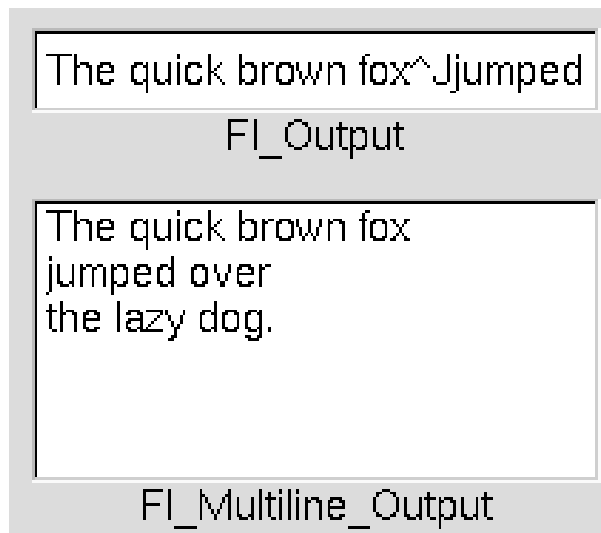 The quick brown fox^Jjumped
Fl_Output
The quick brown fox
jumped over
the lazy dog.
Fl_Multiline_Output